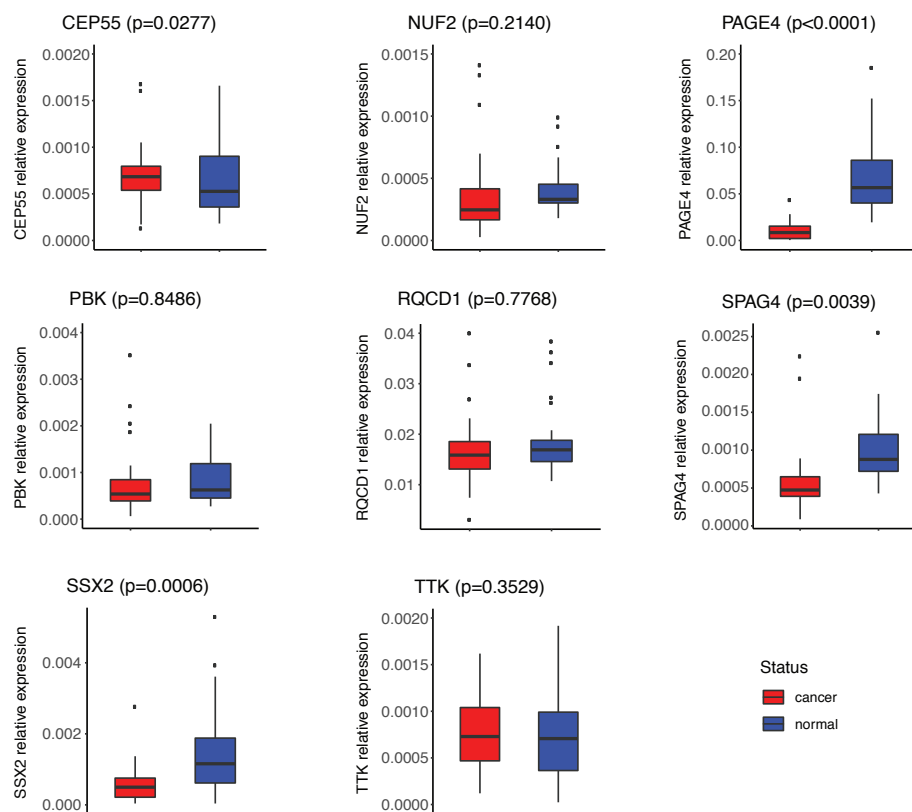 CEP55 (p=0.0277)
CEP55 relative expression
0.0020
0.0015
0.0010
0.0005
0.0000
NUF2 (p=0.2140)
NUF2 relative expression
0.0015
0.0010
0.0005
0.0000
PAGE4 (p<0.0001)
PAGE4 relative expression
0.20
0.15
0.10
0.05
0.00
PBK (p=0.8486)
PBK relative expression
0.004
0.003
0.002
0.001
0.000
RQCD1 (p=0.7768)
RQCD1 relative expression
0.04
0.03
0.02
0.01
SPAG4 (p=0.0039)
SPAG4 relative expression
0.0025
0.0020
0.0015
0.0010
0.0005
0.0000
SSX2 (p=0.0006)
SSX2 relative expression
0.004
0.002
0.000
TTK (p=0.3529)
TTK relative expression
0.0020
0.0015
0.0010
0.0005
0.0000
Status
cancer
normal